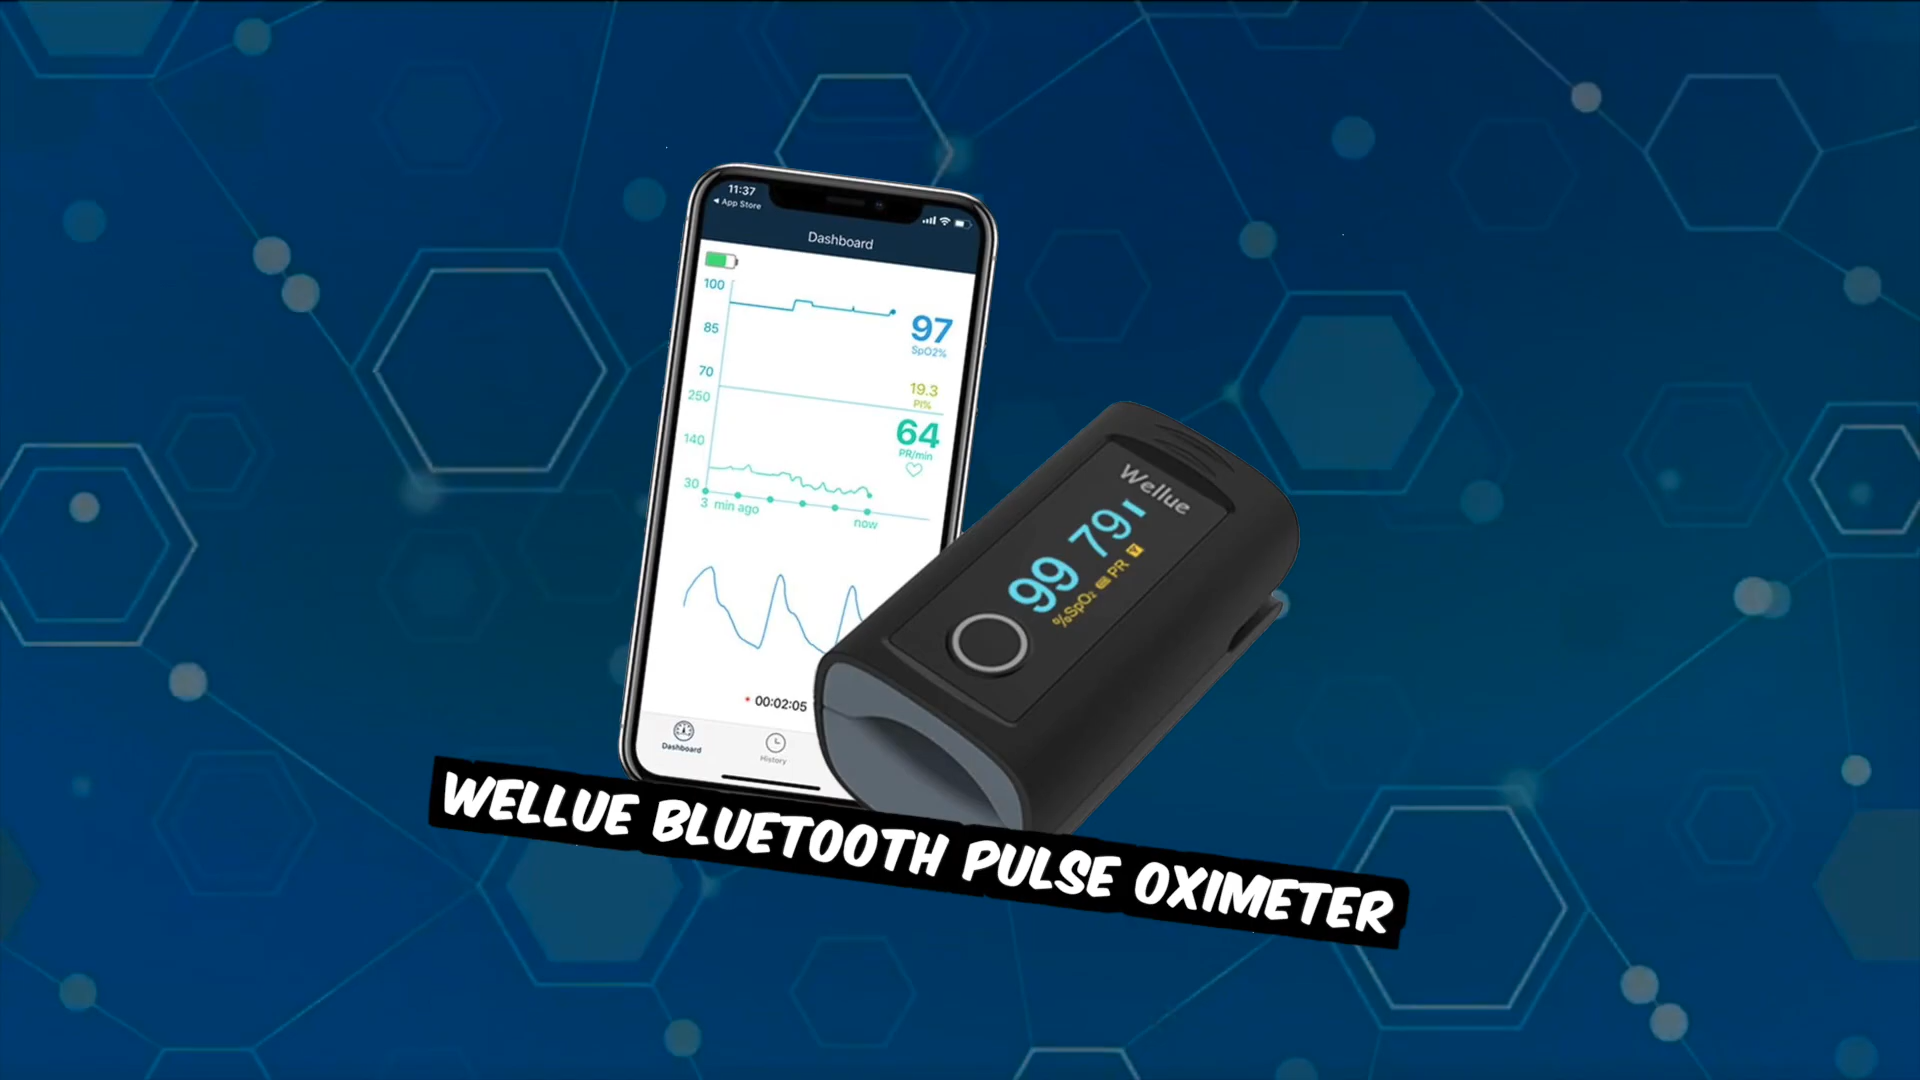 11:37
◀ App Store
Dashboard
100
85
70
97
SpO2%
19.3
PI%
250
140
30
64
PR/min
3 min ago
now
00:02:05
Dashboard
History
Wellue
99 79
%SpO₂ PR
WELLUE BLUETOOTH PULSE OXIMETER